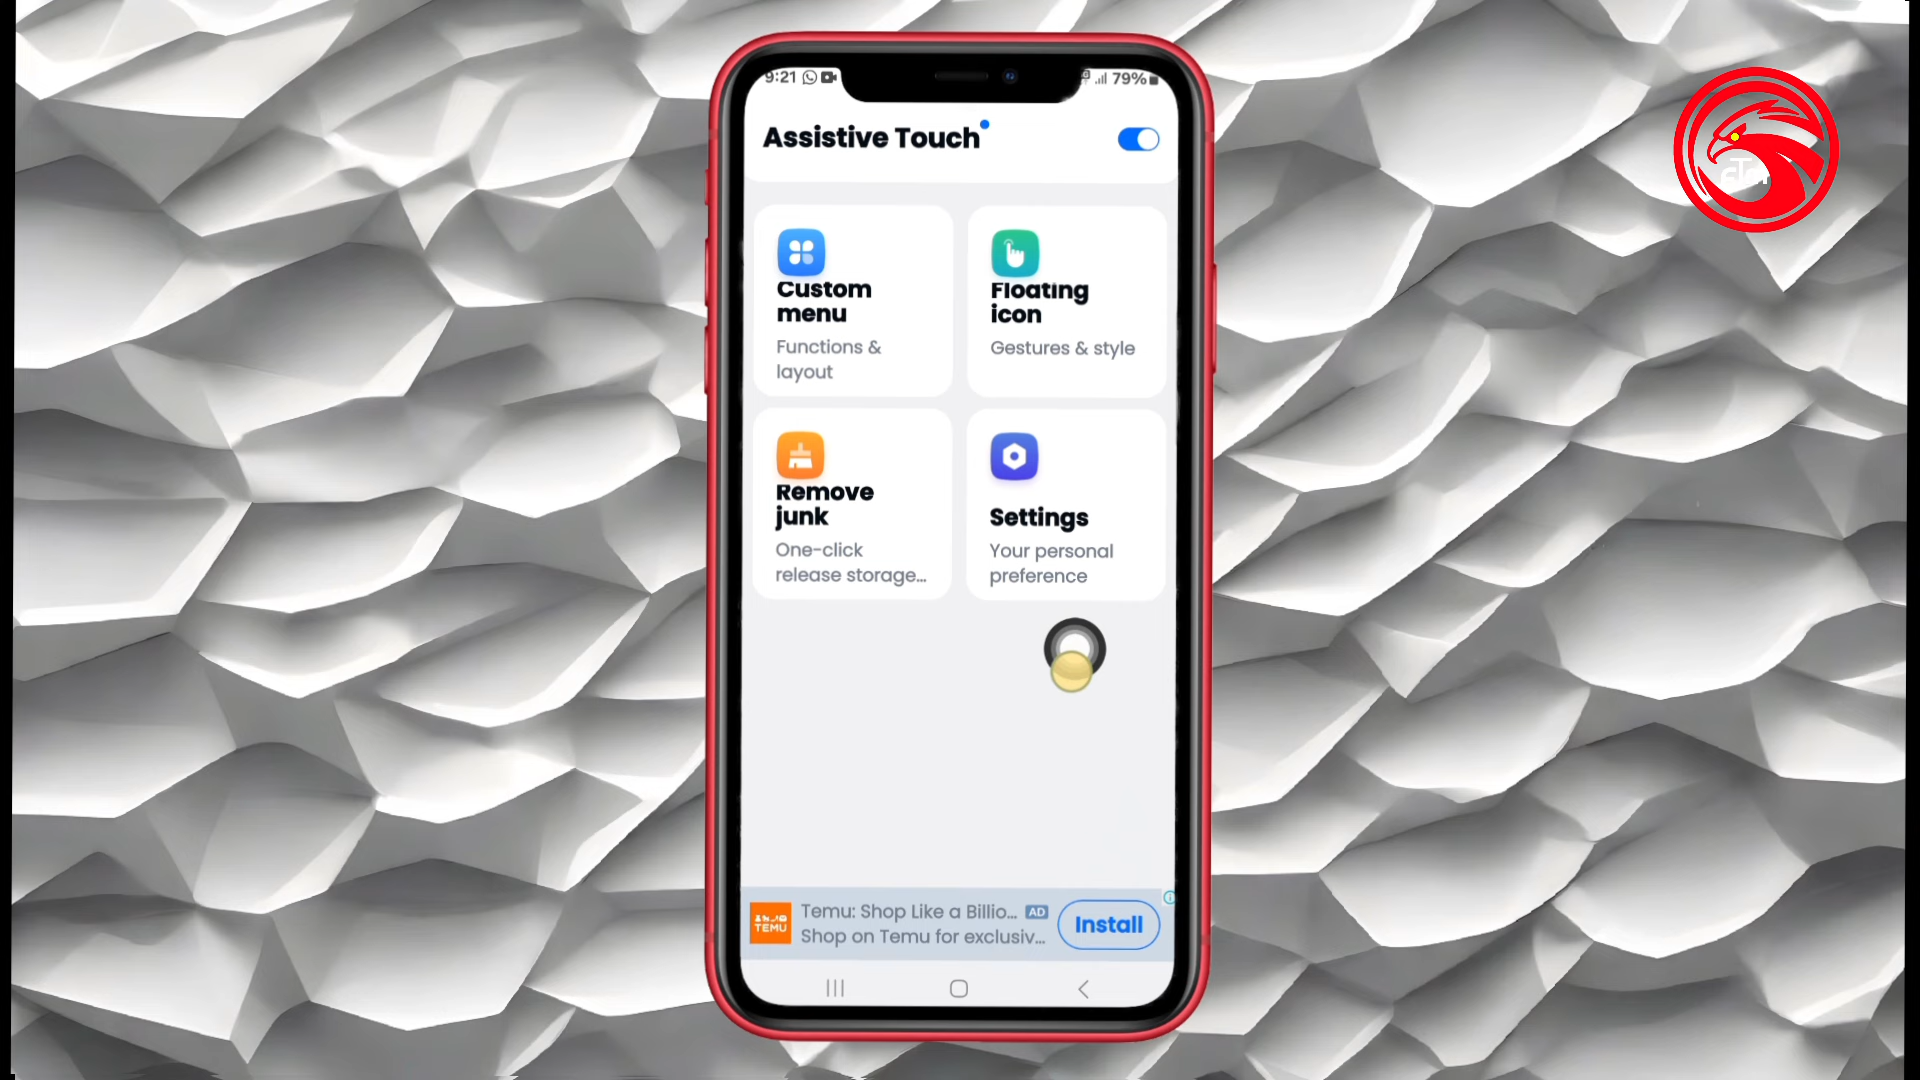 9:21
79%
Assistive Touch
Custom
menu
Functions &
layout
Floating
icon
Gestures & style
Remove
junk
One-click
release storage...
Settings
Your personal
preference
Temu: Shop Like a Billio... AD
Shop on Temu for exclusiv...
TEMU
Install